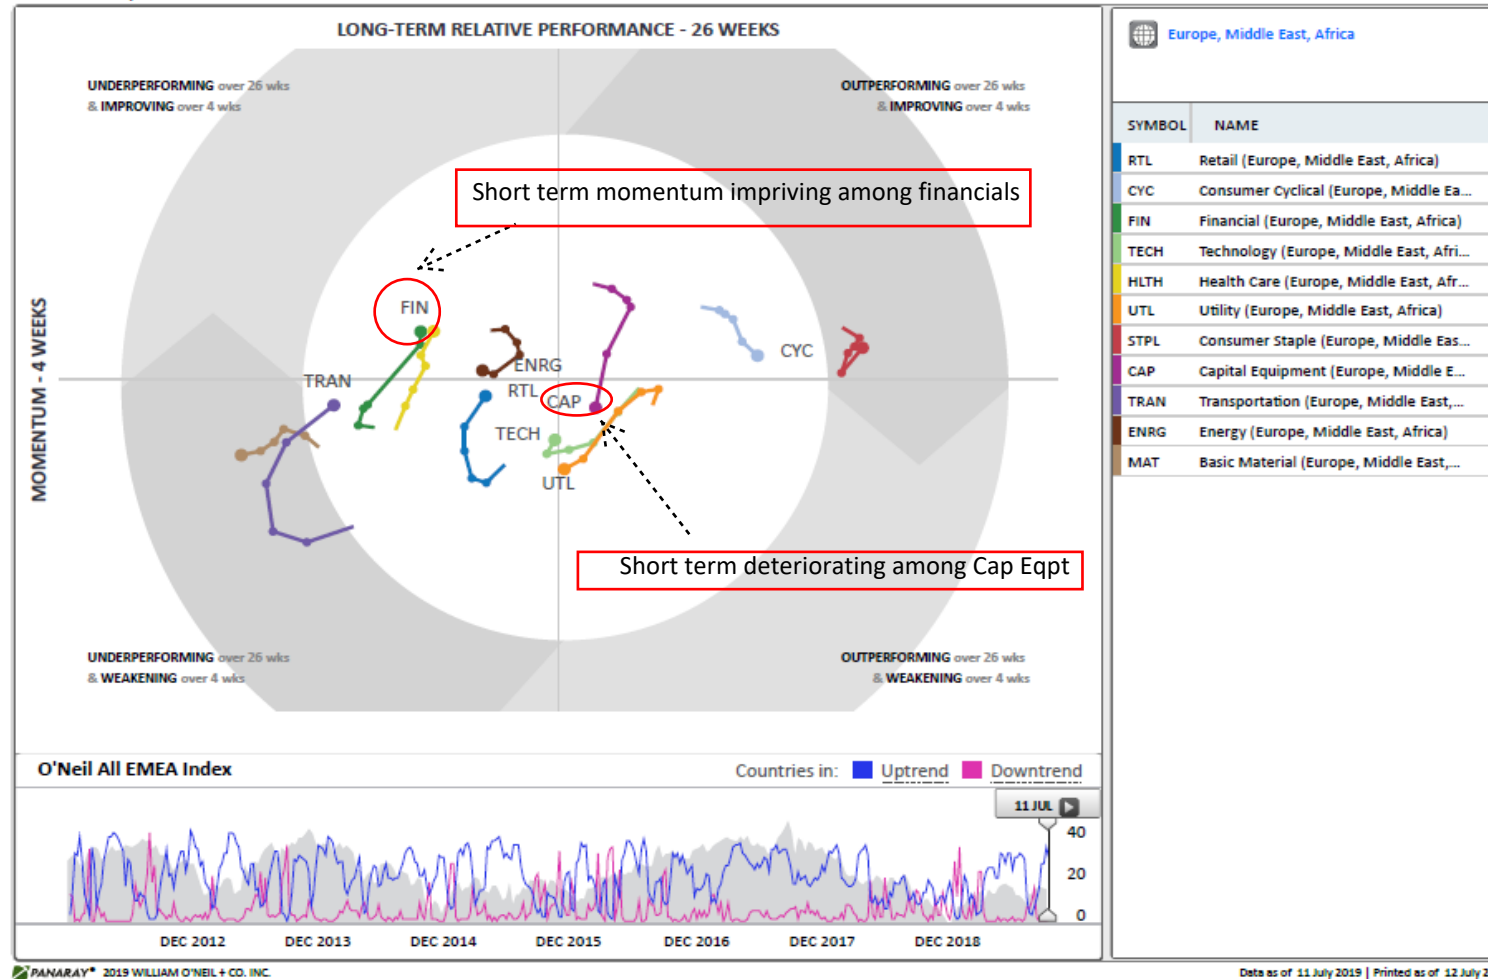 LONG-TERM RELATIVE PERFORMANCE - 26 WEEKS
UNDERPERFORMING over 26 wks
& IMPROVING over 4 wks
OUTPERFORMING over 26 wks
& IMPROVING over 4 wks
Short term momentum impriving among financials
MOMENTUM - 4 WEEKS
FIN
ENRG
CYC
TRAN
RTL
CAP
TECH
UTL
Short term deteriorating among Cap Eqpt
UNDERPERFORMING over 26 wks
& WEAKENING over 4 wks
OUTPERFORMING over 26 wks
& WEAKENING over 4 wks
Europe, Middle East, Africa
SYMBOL NAME
RTL Retail (Europe, Middle East, Africa)
CYC Consumer Cyclical (Europe, Middle Ea...
FIN Financial (Europe, Middle East, Africa)
TECH Technology (Europe, Middle East, Afri...
HLTH Health Care (Europe, Middle East, Afr...
UTL Utility (Europe, Middle East, Africa)
STPL Consumer Staple (Europe, Middle Eas...
CAP Capital Equipment (Europe, Middle E...
TRAN Transportation (Europe, Middle East,...
ENRG Energy (Europe, Middle East, Africa)
MAT Basic Material (Europe, Middle East,...
O'Neil All EMEA Index
Countries in: Uptrend Downtrend
11 JUL
40
20
0
DEC 2012 DEC 2013 DEC 2014 DEC 2015 DEC 2016 DEC 2017 DEC 2018
PANARAY® 2019 WILLIAM O'NEIL + CO. INC.
Data as of 11 July 2019 | Printed as of 12 July 2